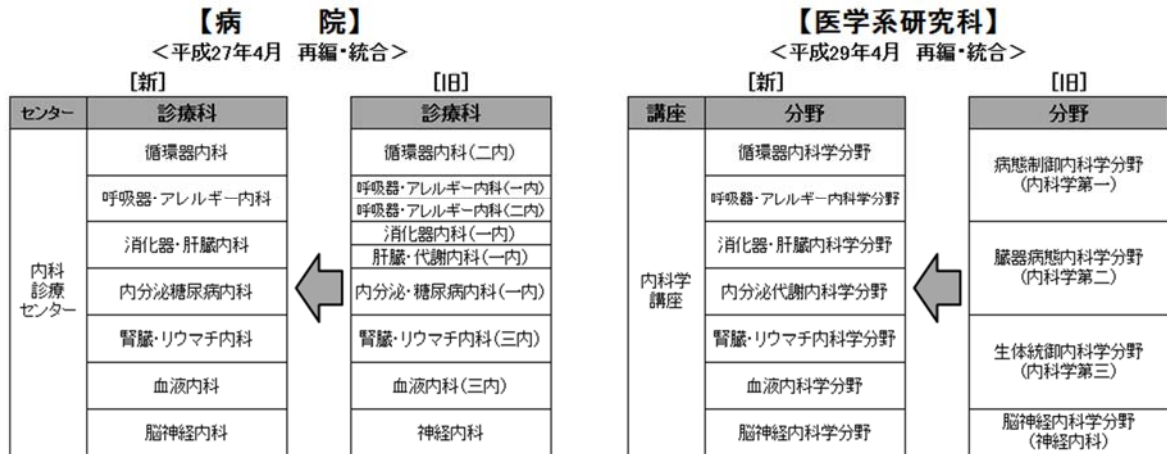 【病　　院】
＜平成27年4月　再編・統合＞
[新]
[旧]
センター
診療科
診療科
内科
診療
センター
循環器内科
呼吸器・アレルギー内科
消化器・肝臓内科
内分泌糖尿病内科
腎臓・リウマチ内科
血液内科
脳神経内科
循環器内科(二内)
呼吸器・アレルギー内科(一内)
呼吸器・アレルギー内科(二内)
消化器内科(一内)
肝臓・代謝内科(一内)
内分泌・糖尿病内科(一内)
腎臓・リウマチ内科(三内)
血液内科(三内)
神経内科
【医学系研究科】
＜平成29年4月　再編・統合＞
[新]
[旧]
講座
分野
分野
内科学
講座
循環器内科学分野
呼吸器・アレルギー内科学分野
消化器・肝臓内科学分野
内分泌代謝内科学分野
腎臓・リウマチ内科学分野
血液内科学分野
脳神経内科学分野
病態制御内科学分野
(内科学第一)
臓器病態内科学分野
(内科学第二)
生体統御内科学分野
(内科学第三)
脳神経内科学分野
(神経内科)